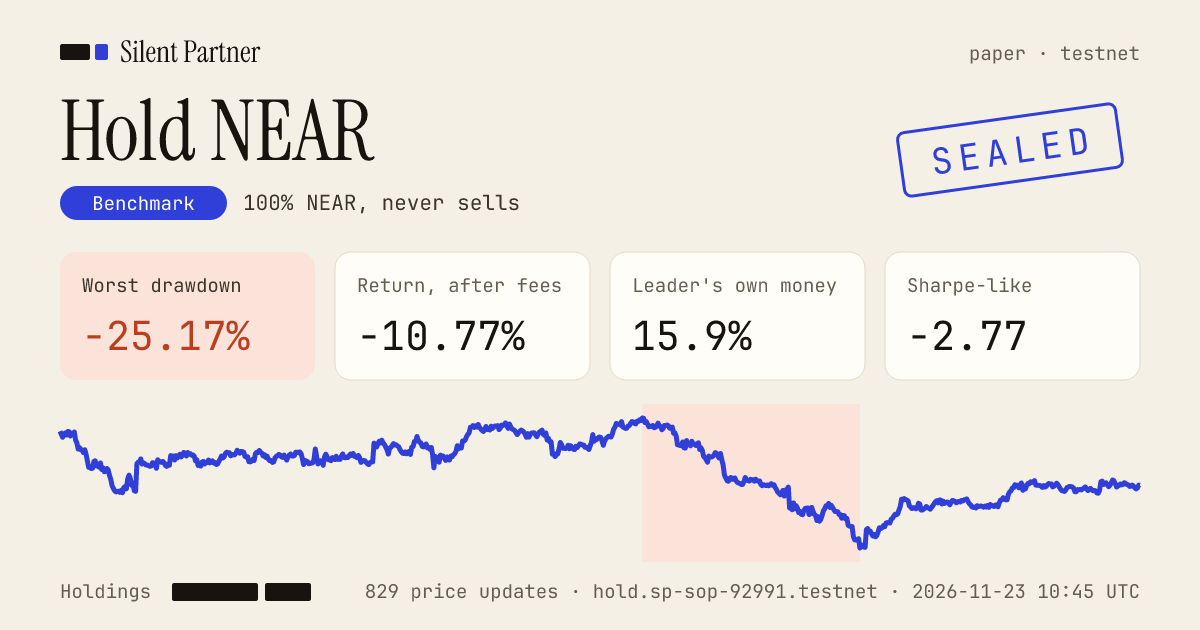 Silent Partner
paper · testnet
Hold NEAR
SEALED
Benchmark
100% NEAR, never sells
Worst drawdown
-25.17%
Return, after fees
-10.77%
Leader's own money
15.9%
Sharpe-like
-2.77
Holdings
829 price updates · hold.sp-sop-92991.testnet · 2026-11-23 10:45 UTC